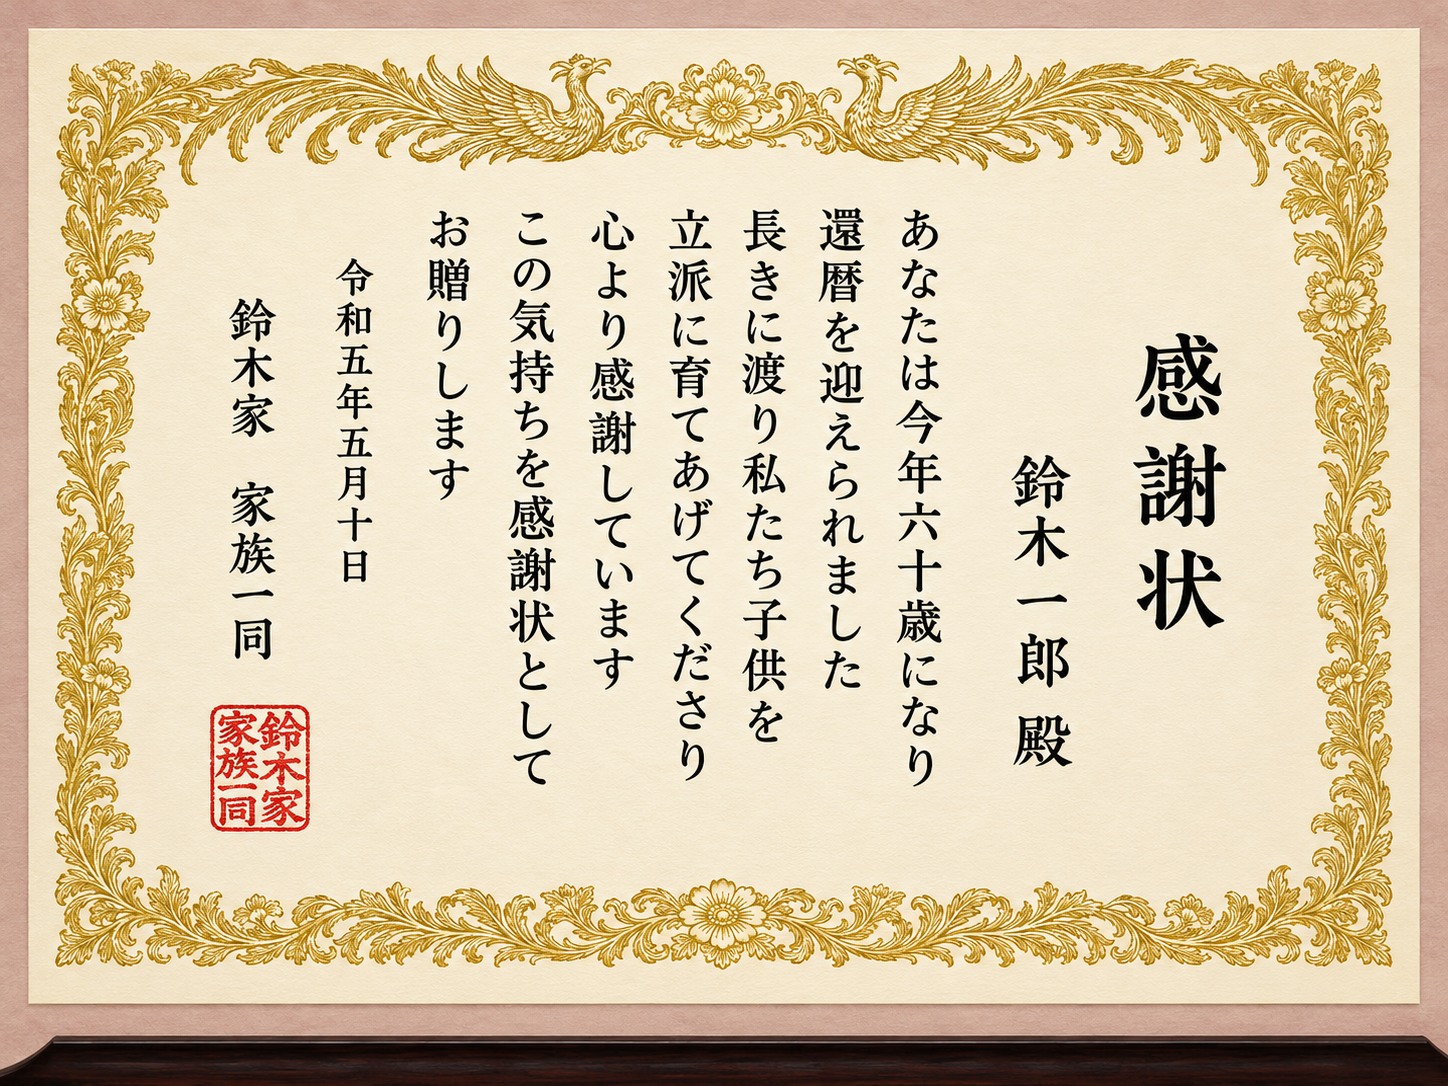 感謝状
鈴木一郎 殿
あなたは今年六十歳になり
還暦を迎えられました
長きに渡り私たち子供を
立派に育てあげてくださり
心より感謝しています
この気持ちを感謝状として
お贈りします
令和五年五月十日
鈴木家　家族一同
鈴木家
家族一同